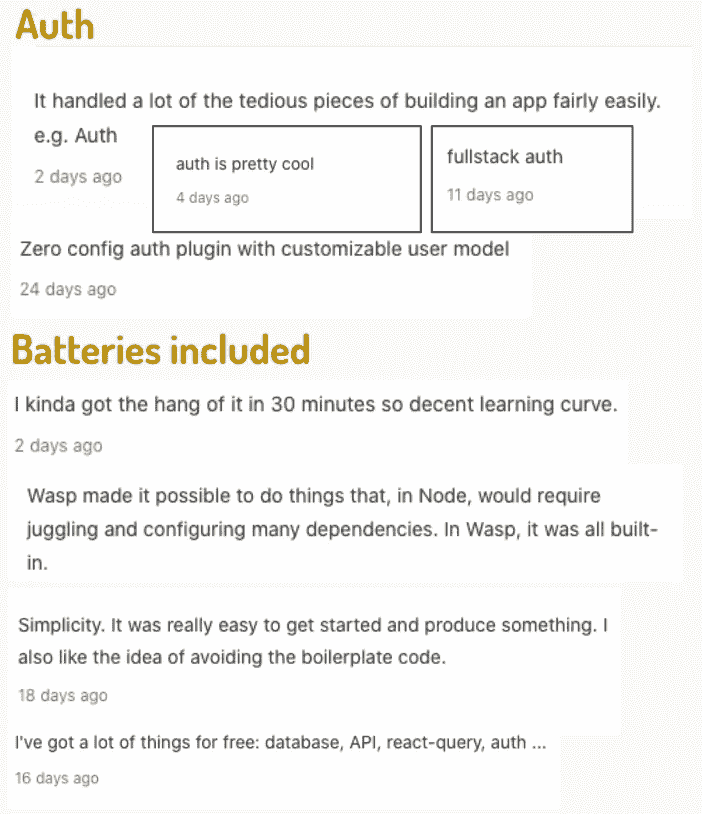 Auth
It handled a lot of the tedious pieces of building an app fairly easily.
e.g. Auth
2 days ago
auth is pretty cool
4 days ago
fullstack auth
11 days ago
Zero config auth plugin with customizable user model
24 days ago
Batteries included
I kinda got the hang of it in 30 minutes so decent learning curve.
2 days ago
Wasp made it possible to do things that, in Node, would require
juggling and configuring many dependencies. In Wasp, it was all built-
in.
Simplicity. It was really easy to get started and produce something. I
also like the idea of avoiding the boilerplate code.
18 days ago
I've got a lot of things for free: database, API, react-query, auth ...
16 days ago